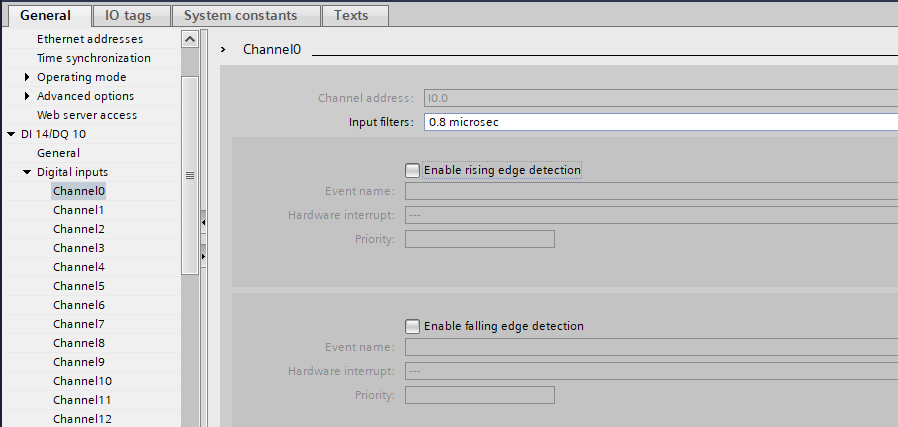 General
IO tags
System constants
Texts
Ethernet addresses
Time synchronization
Operating mode
Advanced options
Web server access
DI 14/DQ 10
General
Digital inputs
Channel0
Channel1
Channel2
Channel3
Channel4
Channel5
Channel6
Channel7
Channel8
Channel9
Channel10
Channel11
Channel12
Channel0
Channel address: I0.0
Input filters: 0.8 microsec
Enable rising edge detection
Event name:
Hardware interrupt: ---
Priority:
Enable falling edge detection
Event name:
Hardware interrupt: ---
Priority: